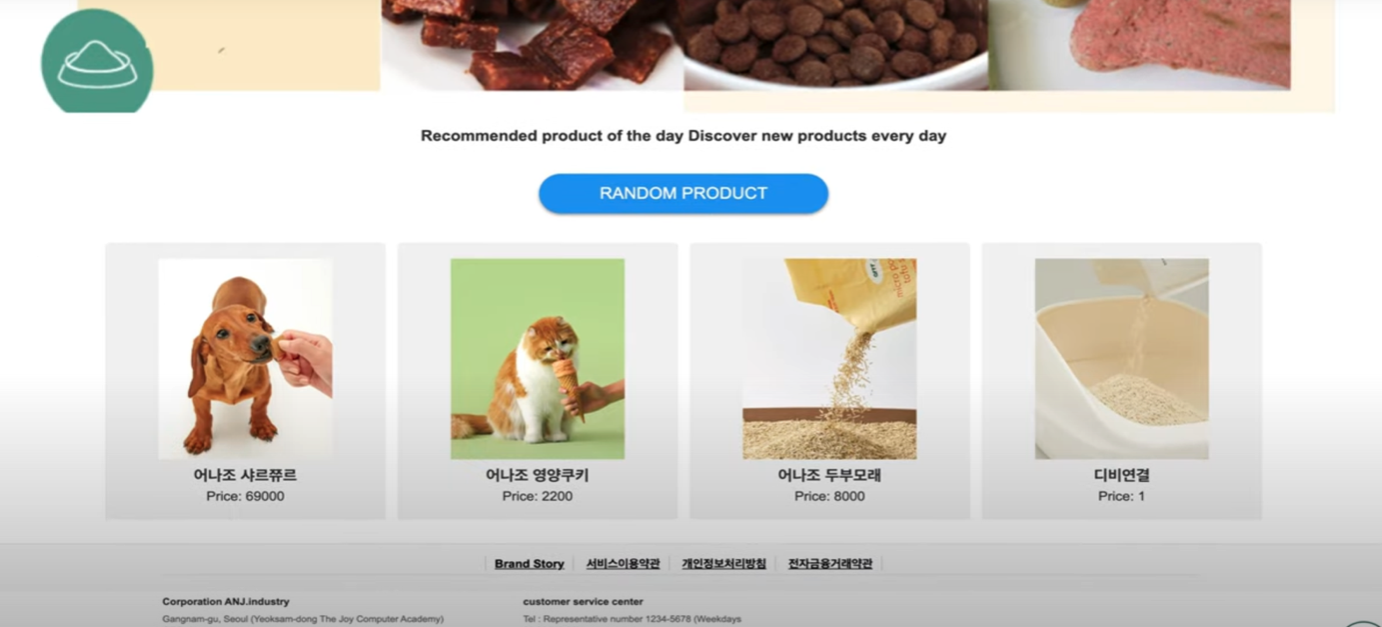 Recommended product of the day Discover new products every day
RANDOM PRODUCT
micro po
tofu
어나조 샤르쮸르
Price: 69000
어나조 영양쿠키
Price: 2200
어나조 두부모래
Price: 8000
디비연결
Price: 1
Brand Story
서비스이용약관
개인정보처리방침
전자금융거래약관
Corporation ANJ.industry
Gangnam-gu, Seoul (Yeoksam-dong The Joy Computer Academy)
customer service center
Tel : Representative number 1234-5678 (Weekdays